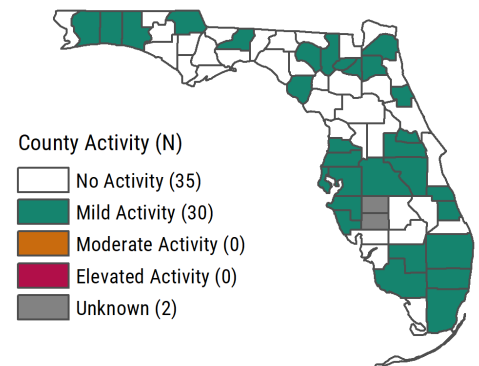 County Activity (N)
No Activity (35)
Mild Activity (30)
Moderate Activity (0)
Elevated Activity (0)
Unknown (2)